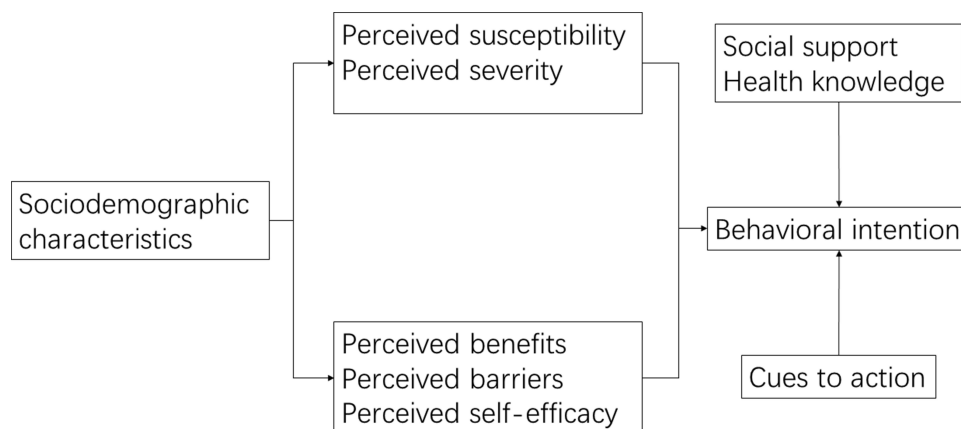 Perceived susceptibility
Perceived severity
Social support
Health knowledge
Sociodemographic
characteristics
Behavioral intention
Perceived benefits
Perceived barriers
Perceived self-efficacy
Cues to action